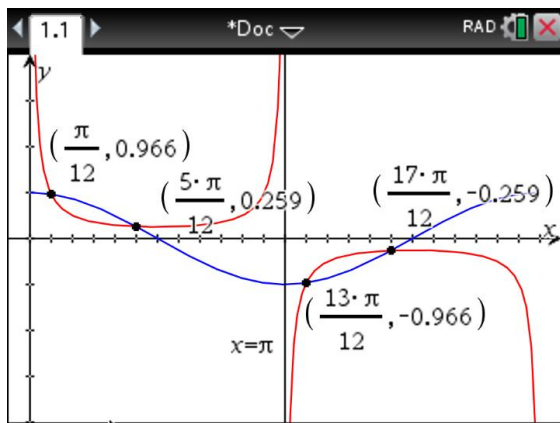 1.1 *Doc RAD
y
(π/12, 0.966)
(5·π/12, 0.259)
(17·π/12, -0.259)
x
(13·π/12, -0.966)
x=π